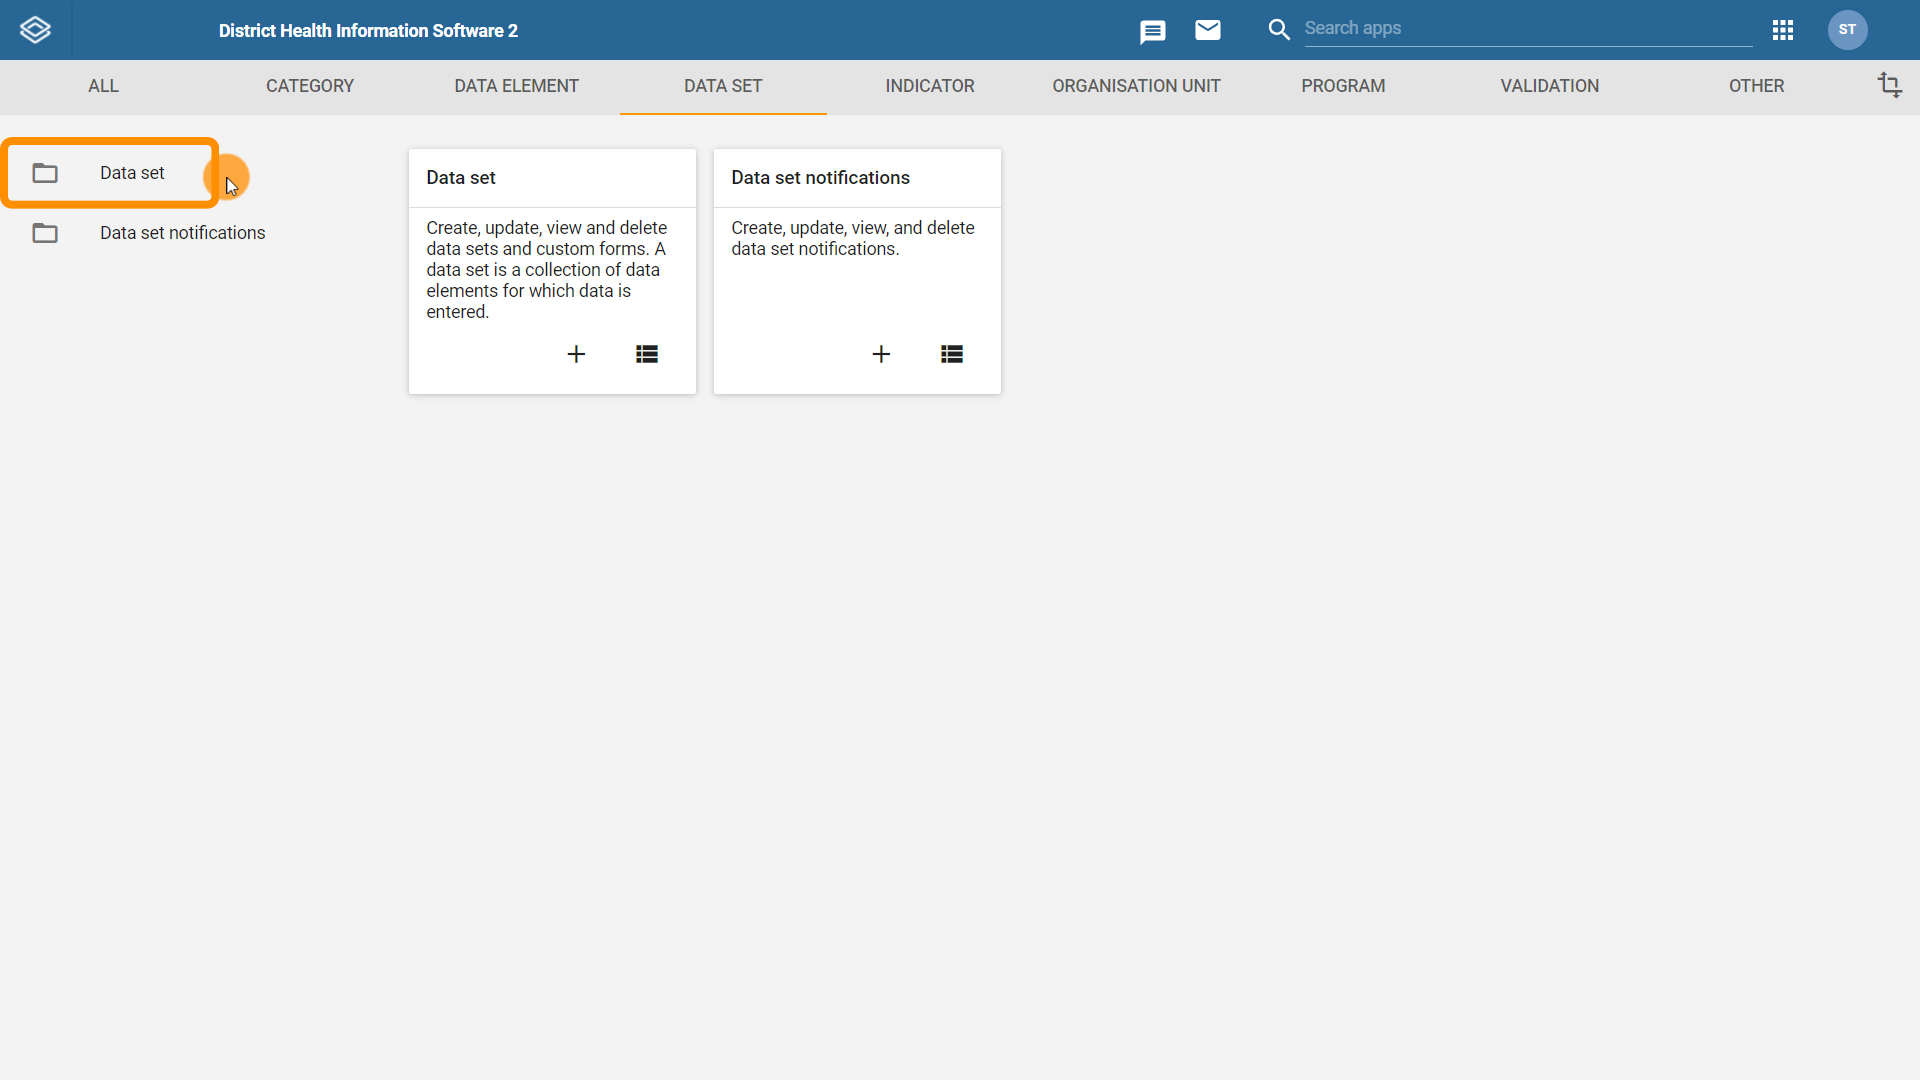 District Health Information Software 2
Search apps
ST
ALL
CATEGORY
DATA ELEMENT
DATA SET
INDICATOR
ORGANISATION UNIT
PROGRAM
VALIDATION
OTHER
Data set
Data set notifications
Data set
Create, update, view and delete
data sets and custom forms. A
data set is a collection of data
elements for which data is
entered.
Data set notifications
Create, update, view, and delete
data set notifications.